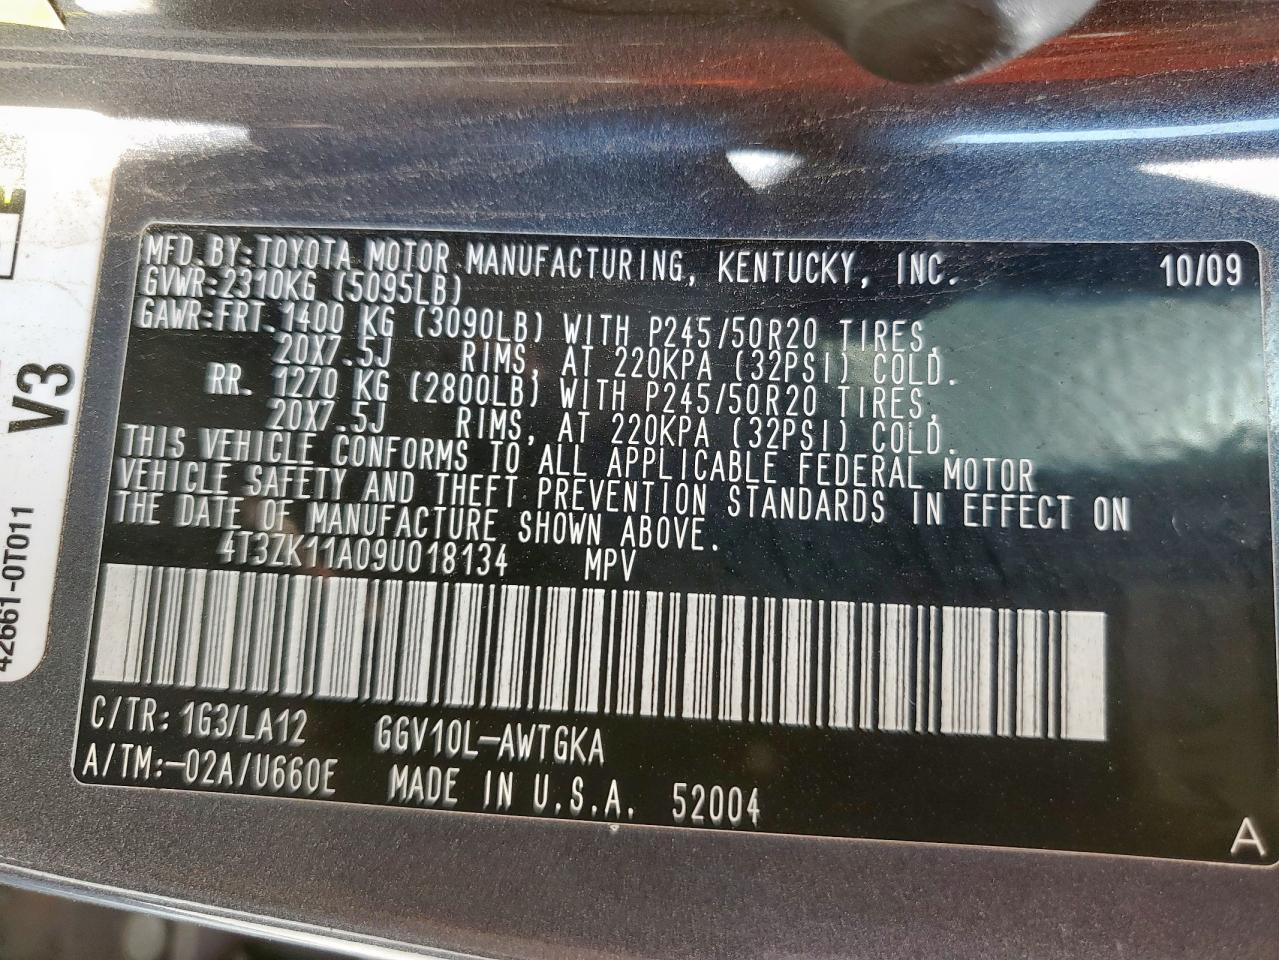 MFD.BY:TOYOTA MOTOR MANUFACTURING, KENTUCKY, INC. 10/09
GVWR:2310KG (5095LB)
GAWR:FRT.1400 KG (3090LB) WITH P245/50R20 TIRES,
20X7.5J RIMS, AT 220KPA (32PSI) COLD.
RR. 1270 KG (2800LB) WITH P245/50R20 TIRES,
20X7.5J RIMS, AT 220KPA (32PSI) COLD.
THIS VEHICLE CONFORMS TO ALL APPLICABLE FEDERAL MOTOR
VEHICLE SAFETY AND THEFT PREVENTION STANDARDS IN EFFECT ON
THE DATE OF MANUFACTURE SHOWN ABOVE.
4T3ZK11A09U018134 MPV
C/TR: 1G3/LA12 GGV10L-AWTGKA
A/TM:-02A/U660E MADE IN U.S.A. 52004
A
V3
42661-0T011